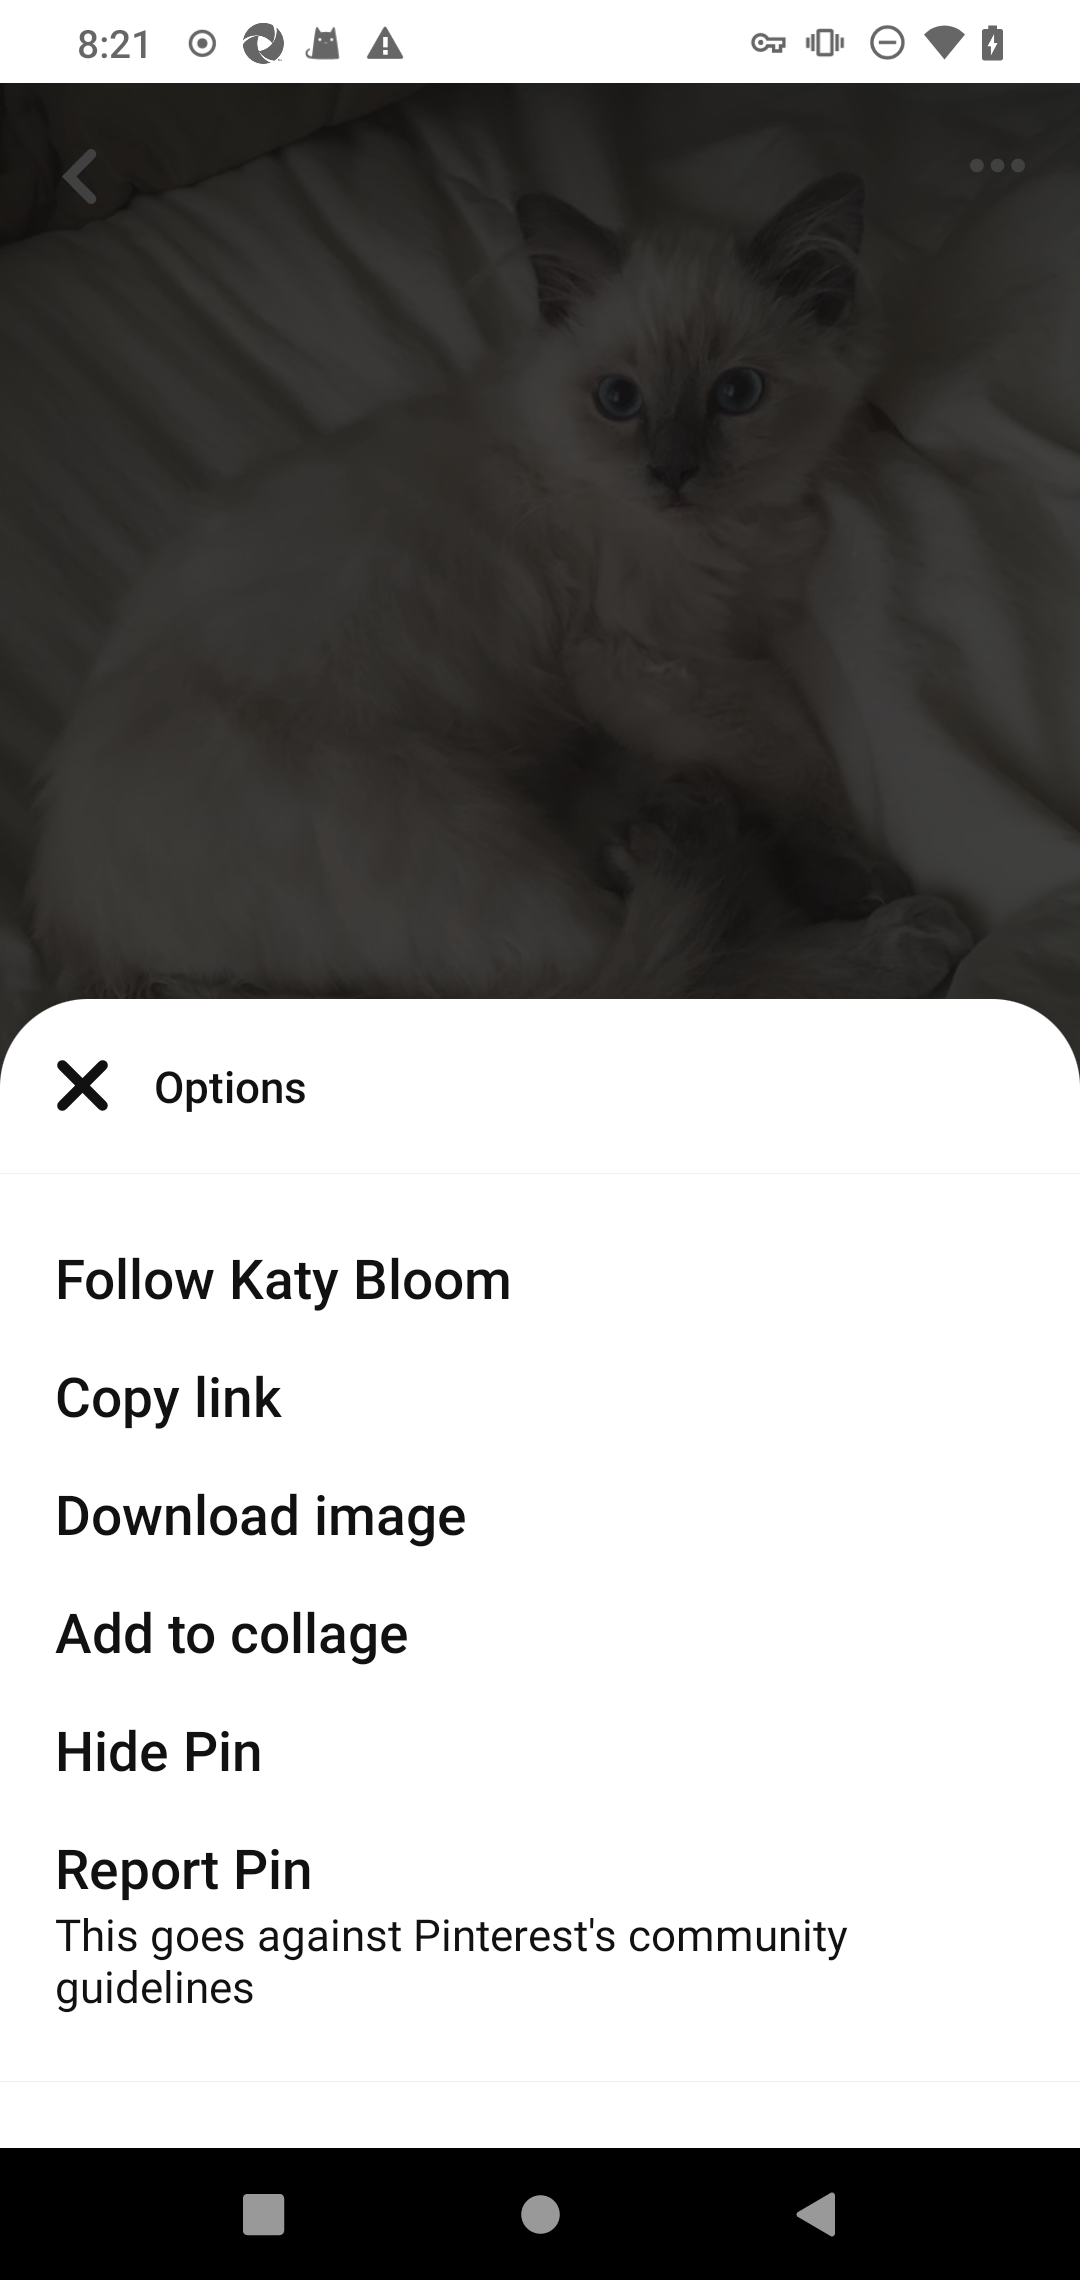 8:21
Options
Follow Katy Bloom
Copy link
Download image
Add to collage
Hide Pin
Report Pin
This goes against Pinterest's community
guidelines